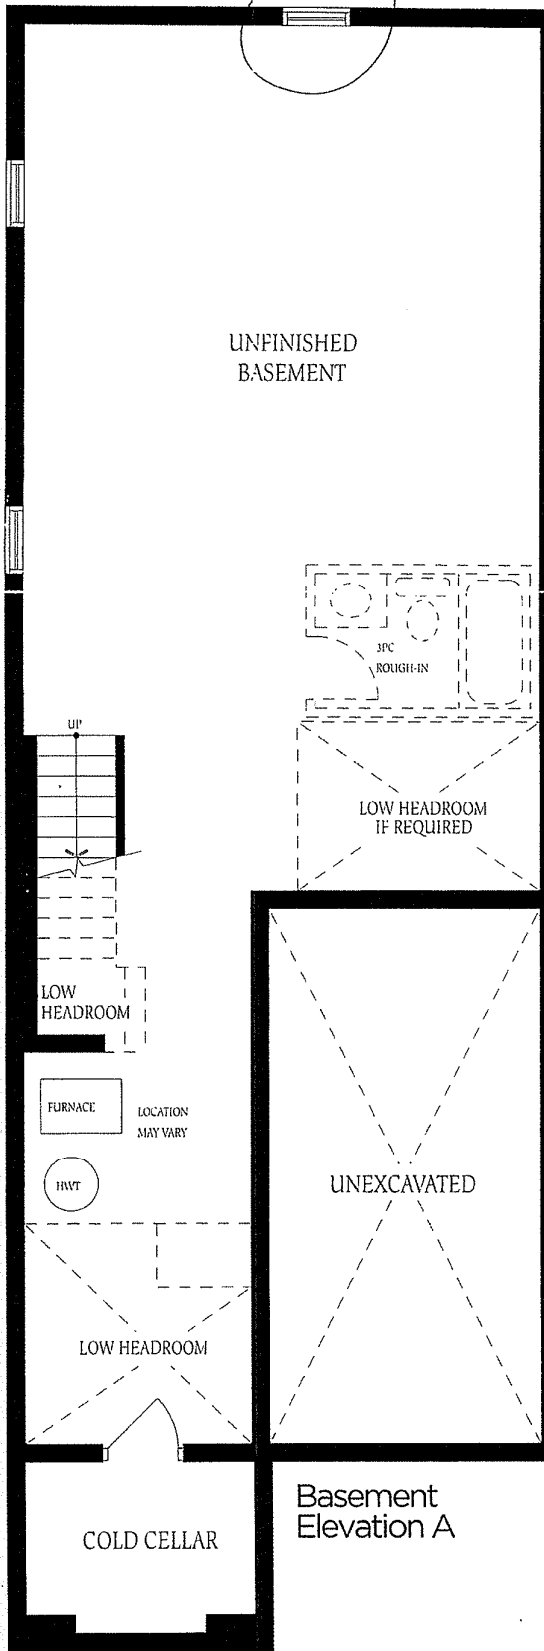 UNFINISHED
BASEMENT
3PC
ROUGH-IN
UP
LOW HEADROOM
IF REQUIRED
LOW
HEADROOM
FURNACE
LOCATION
MAY VARY
HWT
UNEXCAVATED
LOW HEADROOM
COLD CELLAR
Basement
Elevation A